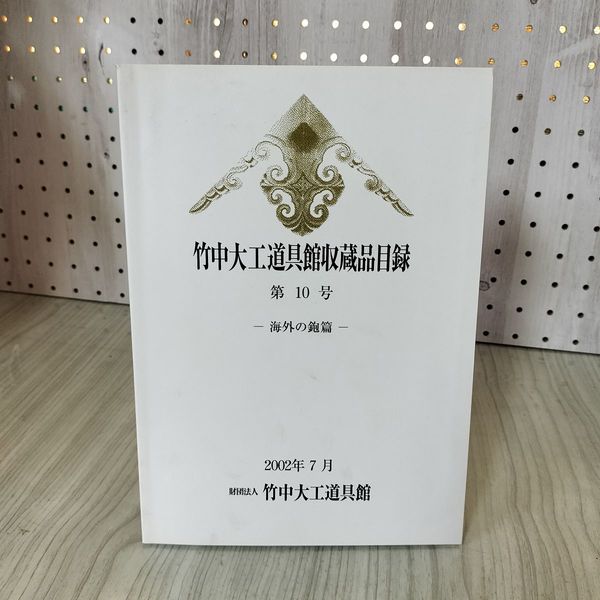 竹中大工道具館収蔵品目録
第 10 号
― 海外の鉋篇 ―
2002年 7 月
財団法人 竹中大工道具館